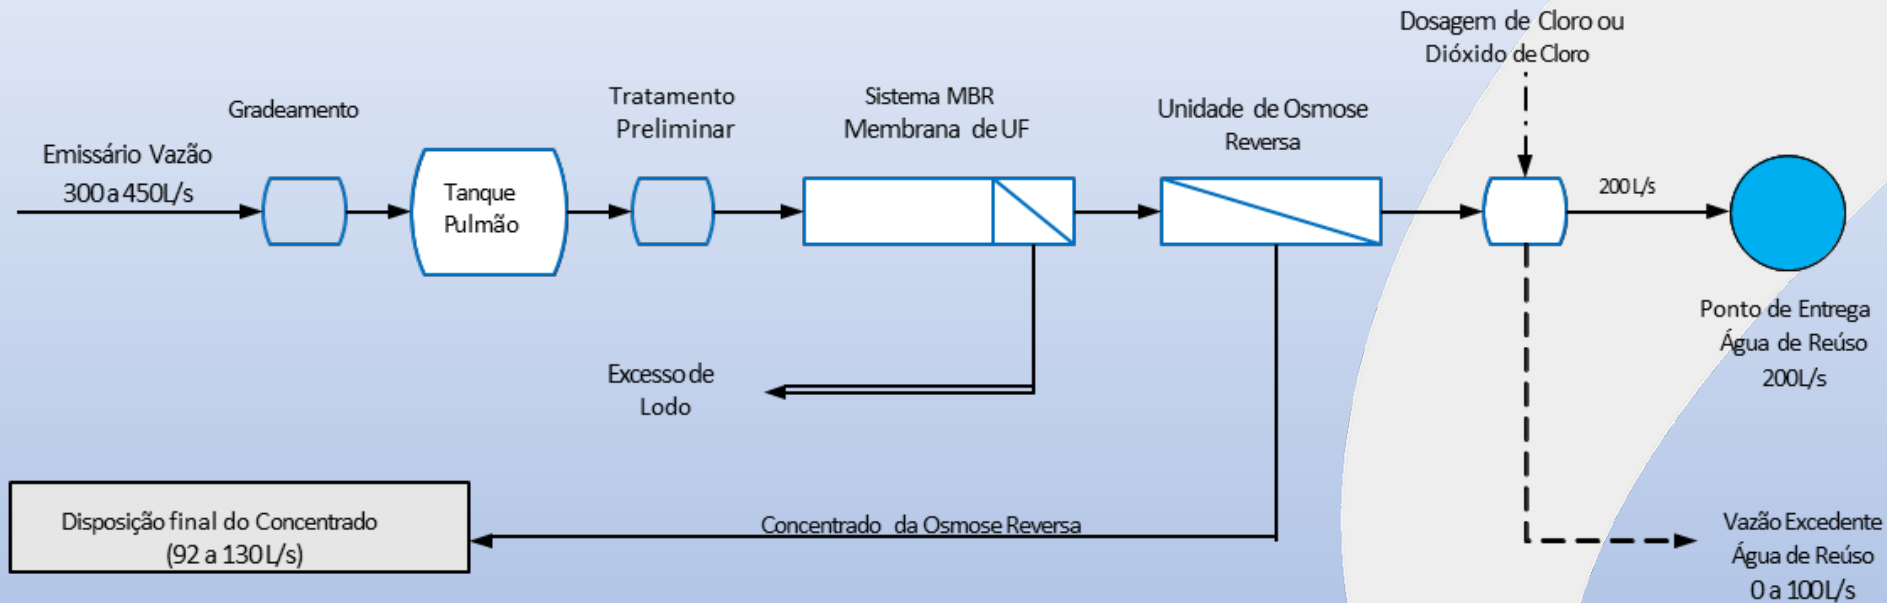 Dosagem de Cloro ou
Dióxido de Cloro
Gradeamento
Tratamento
Preliminar
Sistema MBR
Membrana de UF
Unidade de Osmose
Reversa
Emissário Vazão
300 a 450L/s
Tanque
Pulmão
200 L/s
Ponto de Entrega
Água de Reúso
200L/s
Excesso de
Lodo
Disposição final do Concentrado
(92 a 130 L/s)
Concentrado da Osmose Reversa
Vazão Excedente
Água de Reúso
0 a 100L/s